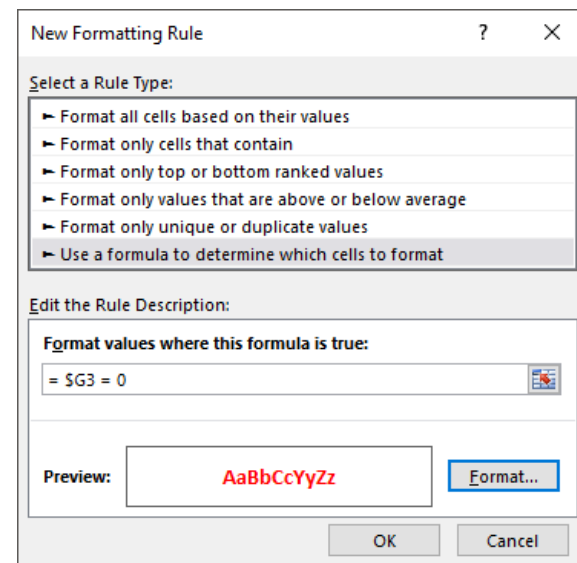 New Formatting Rule ?
Select a Rule Type:
► Format all cells based on their values
► Format only cells that contain
► Format only top or bottom ranked values
► Format only values that are above or below average
► Format only unique or duplicate values
► Use a formula to determine which cells to format
Edit the Rule Description:
Format values where this formula is true:
= $G3 = 0
Preview: AaBbCcYyZz Format...
OK Cancel